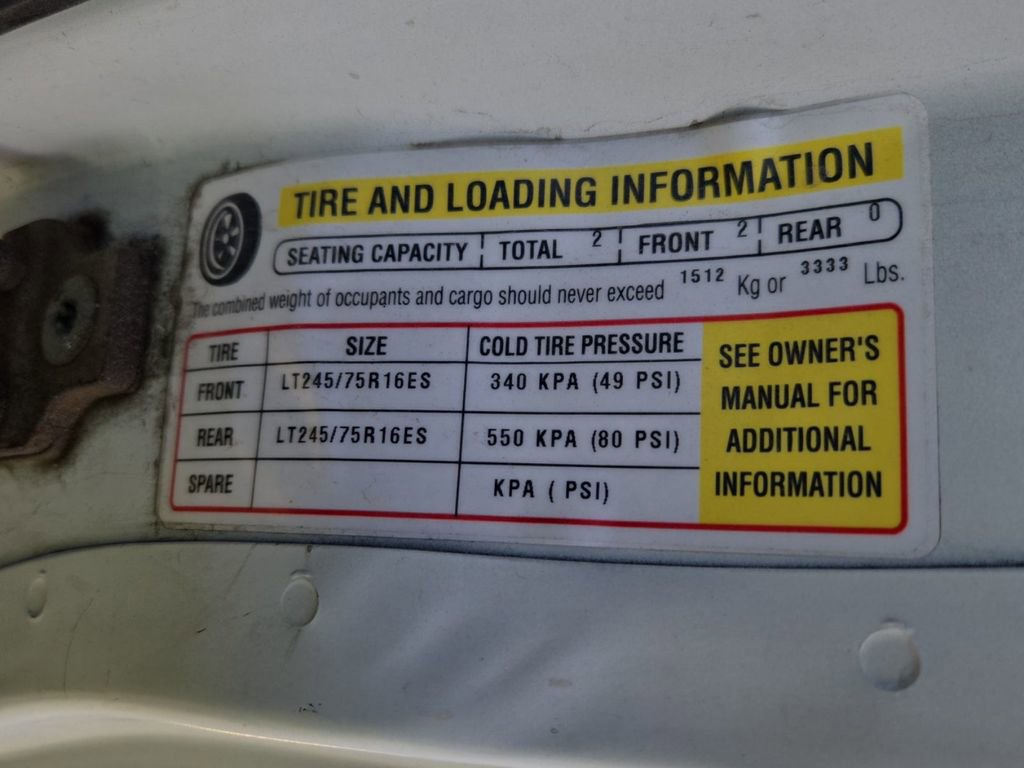 TIRE AND LOADING INFORMATION
SEATING CAPACITY TOTAL 2 FRONT 2 REAR 0
The combined weight of occupants and cargo should never exceed 1512 Kg or 3333 Lbs.
TIRE SIZE COLD TIRE PRESSURE
FRONT LT245/75R16ES 340 KPA (49 PSI)
REAR LT245/75R16ES 550 KPA (80 PSI)
SPARE KPA ( PSI)
SEE OWNER'S
MANUAL FOR
ADDITIONAL
INFORMATION